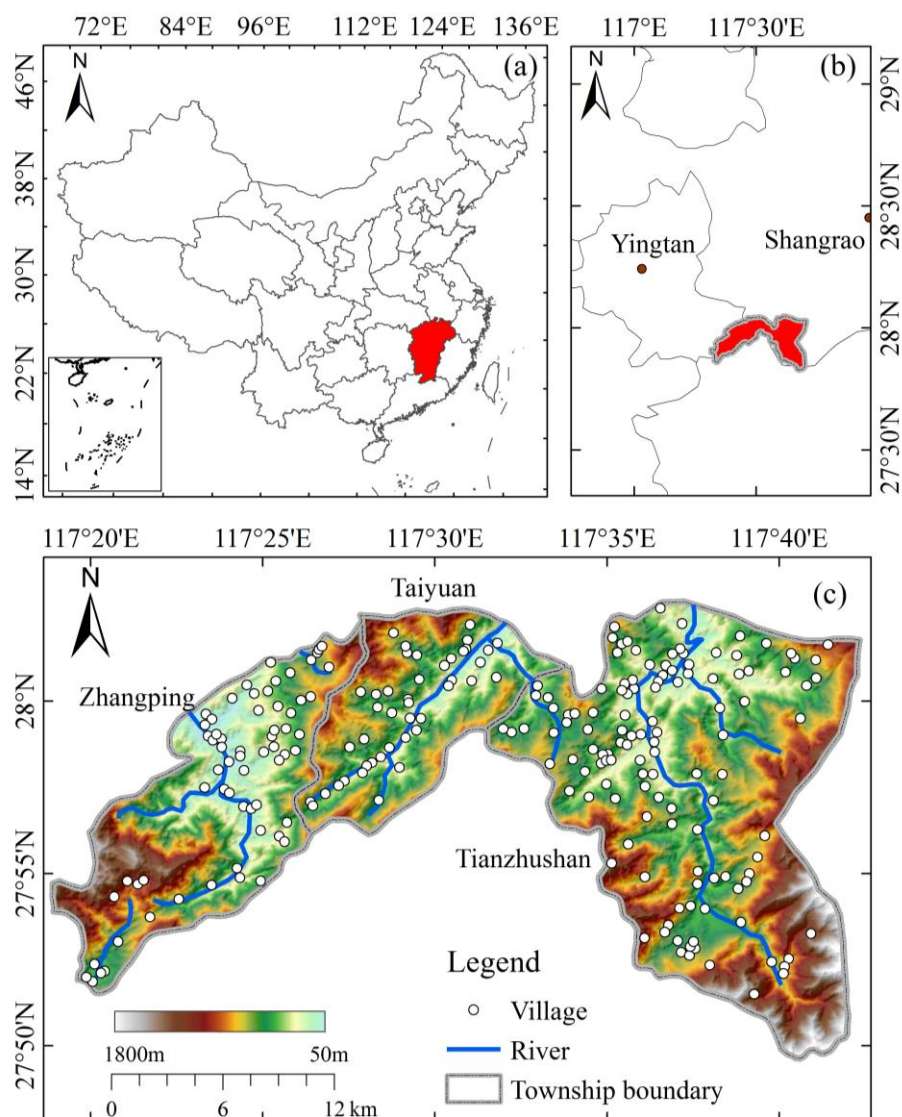 72°E 84°E 96°E 112°E 124°E 136°E
N
(a)
46°N
38°N
30°N
22°N
14°N
117°E 117°30'E
N
(b)
29°N
28°30'N
28°N
27°30'N
Yingtan
Shangrao
117°20'E 117°25'E 117°30'E 117°35'E 117°40'E
N
(c)
Taiyuan
Zhangping
Tianzhushan
28°N
27°55'N
27°50'N
Legend
Village
River
Township boundary
1800m 50m
0 6 12 km